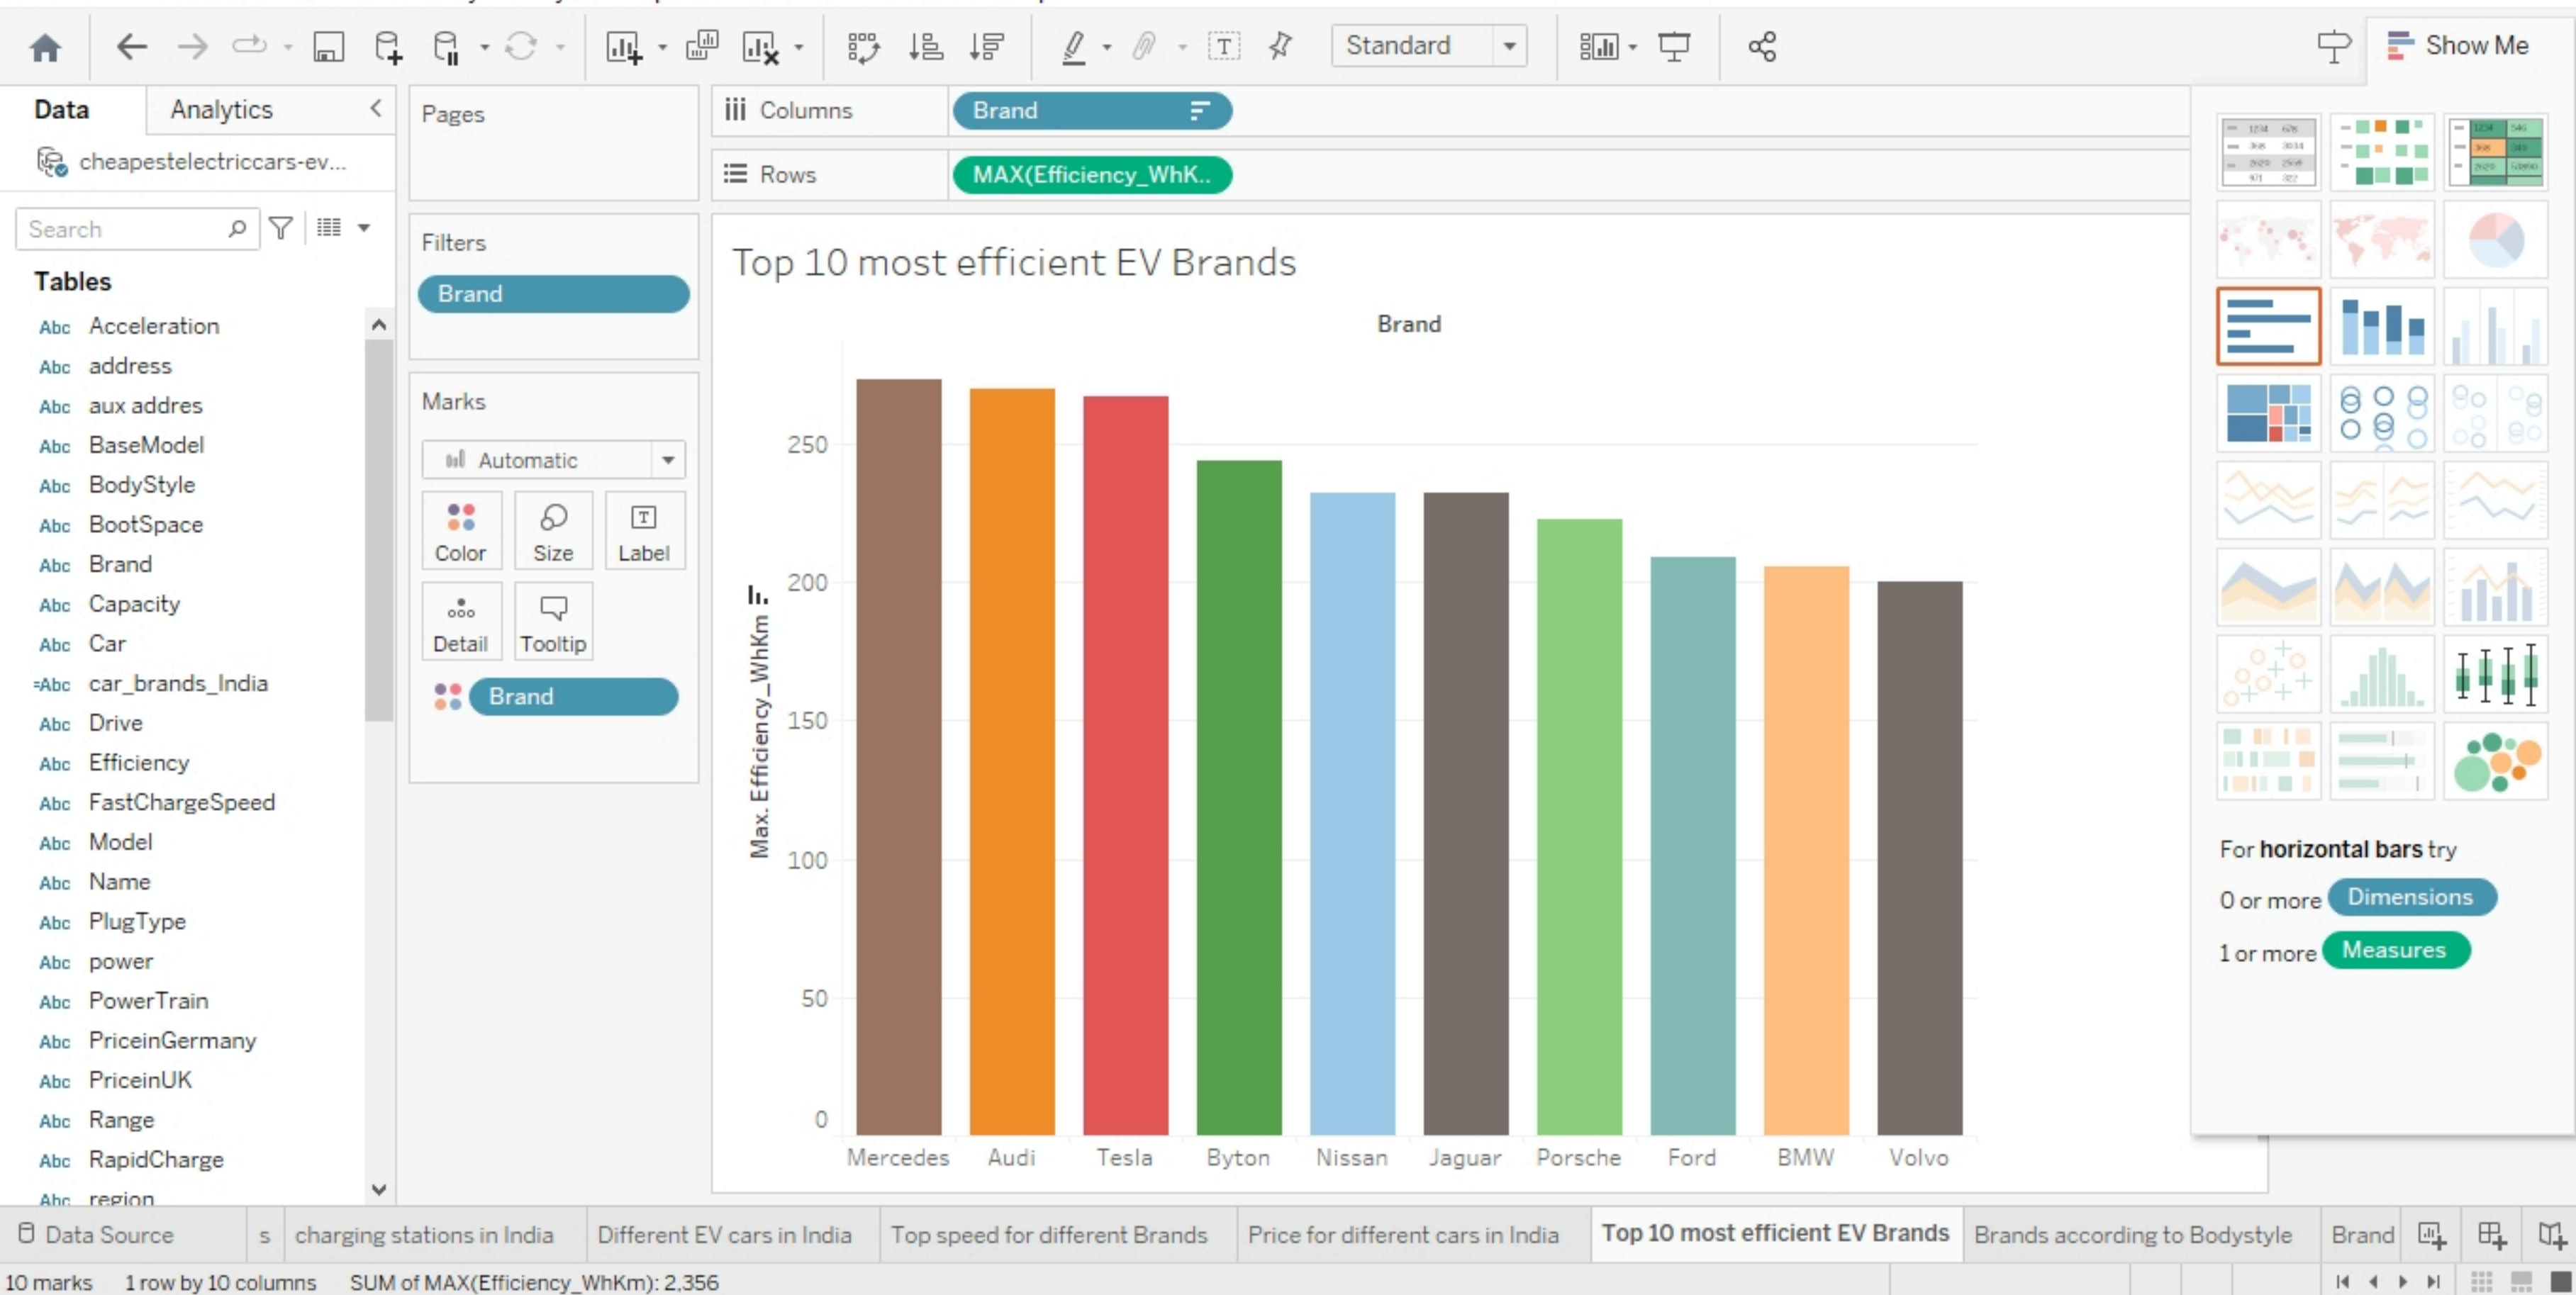 Standard
Show Me
Data
Analytics
cheapestelectriccars-ev...
Search
Tables
Abc Acceleration
Abc address
Abc aux addres
Abc BaseModel
Abc BodyStyle
Abc BootSpace
Abc Brand
Abc Capacity
Abc Car
=Abc car_brands_India
Abc Drive
Abc Efficiency
Abc FastChargeSpeed
Abc Model
Abc Name
Abc PlugType
Abc power
Abc PowerTrain
Abc PriceinGermany
Abc PriceinUK
Abc Range
Abc RapidCharge
Abc region
Pages
Filters
Brand
Marks
Automatic
Color Size Label
Detail Tooltip
Brand
Columns Brand
Rows MAX(Efficiency_WhK..
Top 10 most efficient EV Brands
Brand
Max. Efficiency_WhKm
250
200
150
100
50
0
Mercedes Audi Tesla Byton Nissan Jaguar Porsche Ford BMW Volvo
For horizontal bars try
0 or more Dimensions
1 or more Measures
Data Source s charging stations in India Different EV cars in India Top speed for different Brands Price for different cars in India Top 10 most efficient EV Brands Brands according to Bodystyle Brand
10 marks 1 row by 10 columns SUM of MAX(Efficiency_WhKm): 2,356